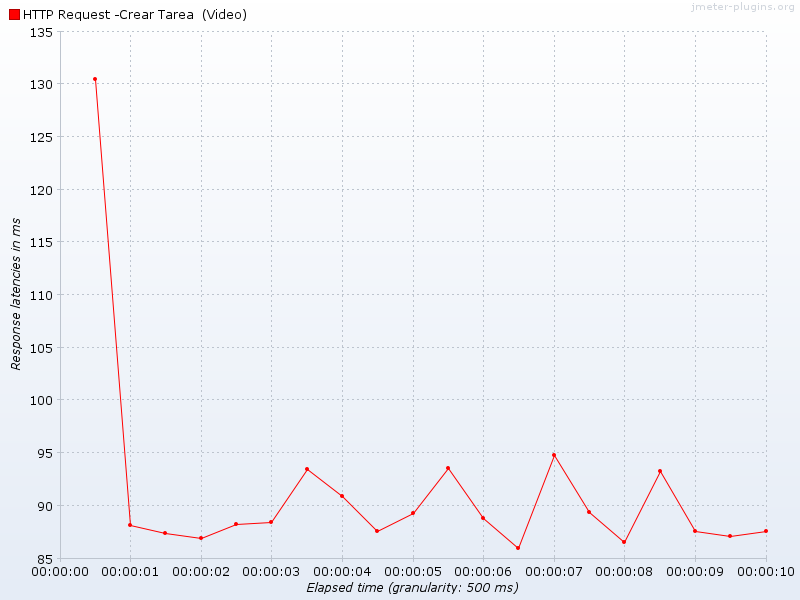 HTTP Request -Crear Tarea (Video)
jmeter-plugins.org
135
130
125
120
115
110
105
100
95
90
85
Response latencies in ms
00:00:00 00:00:01 00:00:02 00:00:03 00:00:04 00:00:05 00:00:06 00:00:07 00:00:08 00:00:09 00:00:10
Elapsed time (granularity: 500 ms)